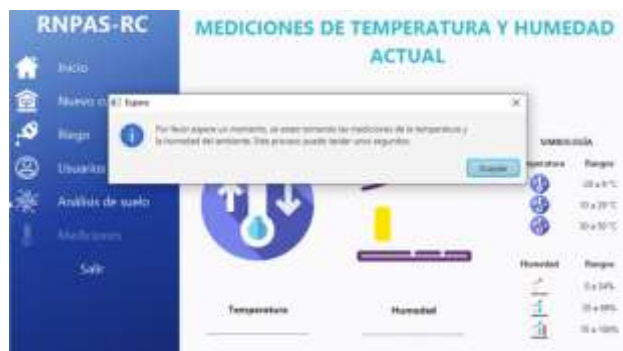 RNPAS-RC
MEDICIONES DE TEMPERATURA Y HUMEDAD
ACTUAL
Inicio
Nuevo
Espere
Por favor espere un momento, se están tomando las mediciones de la temperatura y
la humedad del ambiente. Este proceso puede tardar unos segundos.
Riego
Usuarios
Aceptar
Análisis de suelo
Mediciones
Salir
Temperatura
Humedad
Rangos
Humedad Rangos